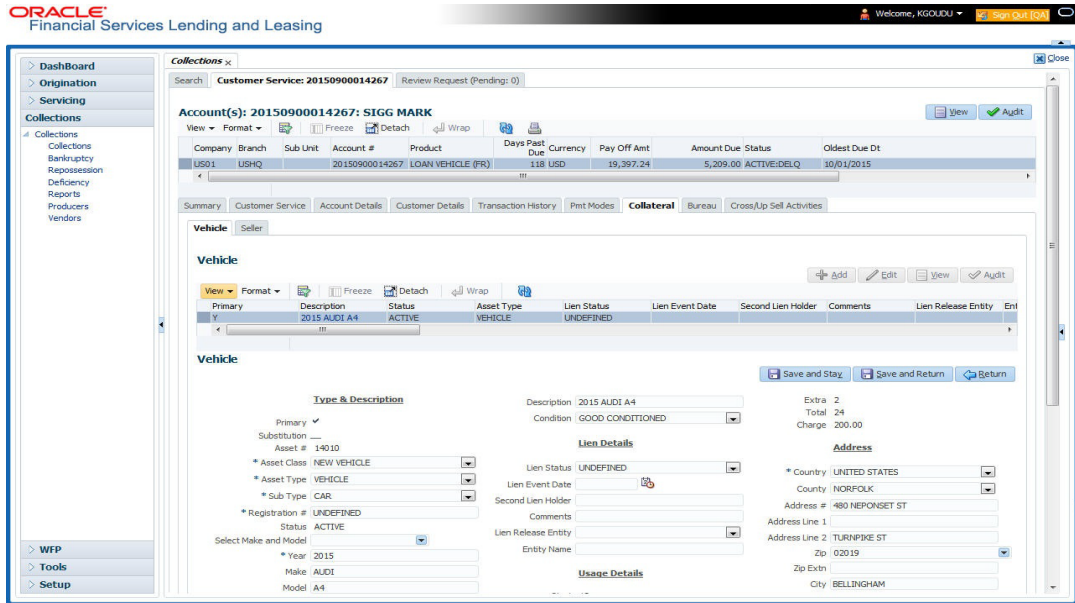 ORACLE
Financial Services Lending and Leasing
Welcome, KGOUDU
Sign Out [QA]
Close
DashBoard
Origination
Servicing
Collections
Collections
Collections
Bankruptcy
Repossession
Deficiency
Reports
Producers
Vendors
WFP
Tools
Setup
Collections x
Search Customer Service: 20150900014267 Review Request (Pending: 0)
Account(s): 20150900014267: SIGG MARK
View Audit
View Format Freeze Detach Wrap
Company Branch Sub Unit Account # Product Days Past Due Currency Pay Off Amt Amount Due Status Oldest Due Dt
US01 USHQ 20150900014267 LOAN VEHICLE (FR) 118 USD 19,397.24 5,209.00 ACTIVE:DELQ 10/01/2015
Summary Customer Service Account Details Customer Details Transaction History Pmt Modes Collateral Bureau Cross/Up Sell Activities
Vehicle Seller
Vehicle
Add Edit View Audit
View Format Freeze Detach Wrap
Primary Description Status Asset Type Lien Status Lien Event Date Second Lien Holder Comments Lien Release Entity Ent
Y 2015 AUDI A4 ACTIVE VEHICLE UNDEFINED
Vehicle
Save and Stay Save and Return Return
Type & Description
Primary
Substitution
Asset # 14010
* Asset Class NEW VEHICLE
* Asset Type VEHICLE
* Sub Type CAR
* Registration # UNDEFINED
Status ACTIVE
Select Make and Model
* Year 2015
Make AUDI
Model A4
Description 2015 AUDI A4
Condition GOOD CONDITIONED
Lien Details
Lien Status UNDEFINED
Lien Event Date
Second Lien Holder
Comments
Lien Release Entity
Entity Name
Usage Details
Extra 2
Total 24
Charge 200.00
Address
* Country UNITED STATES
County NORFOLK
Address # 480 NEPONSET ST
Address Line 1
Address Line 2 TURNPIKE ST
Zip 02019
Zip Extn
City BELLINGHAM